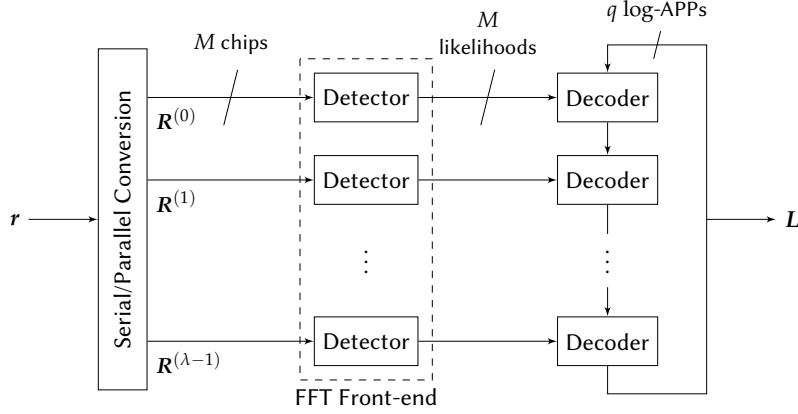 q log-APPs
M
M chips
likelihoods
Detector
Decoder
R^(0)
Detector
Decoder
R^(1)
r
Serial/Parallel Conversion
L
⋮
⋮
Detector
Decoder
R^(λ−1)
FFT Front-end